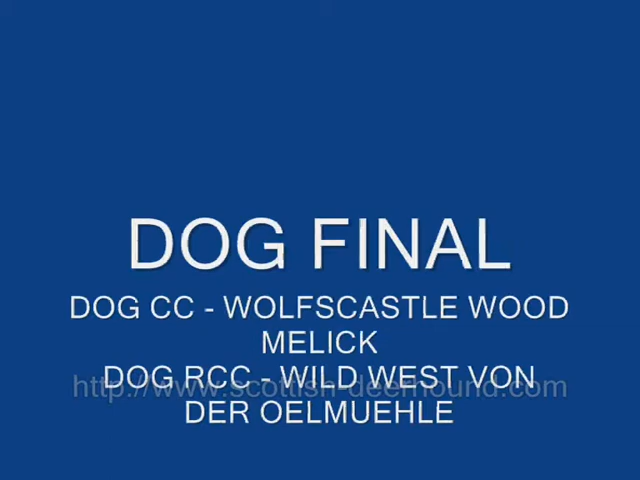 DOG FINAL
DOG CC - WOLFSCASTLE WOOD
MELICK
DOG RCC - WILD WEST VON
http://www.scottish-deerhound.com
DER OELMUEHLE